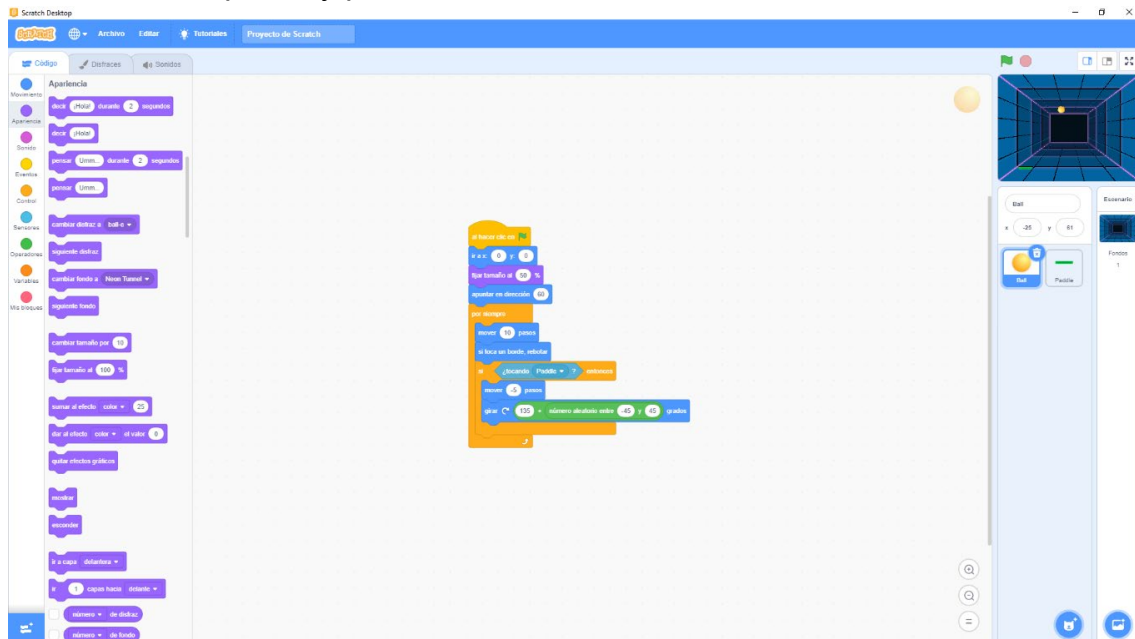 Scratch Desktop
SCRATCH Archivo Editar Tutoriales Proyecto de Scratch
Código Disfraces Sonidos
Movimiento
Apariencia
Sonido
Eventos
Control
Sensores
Operadores
Variables
Mis bloques
Apariencia
decir ¡Hola! durante 2 segundos
decir ¡Hola!
pensar Umm... durante 2 segundos
pensar Umm...
cambiar disfraz a ball-a
siguiente disfraz
cambiar fondo a Neon Tunnel
siguiente fondo
cambiar tamaño por 10
fijar tamaño al 100 %
sumar al efecto color 25
dar al efecto color el valor 0
quitar efectos gráficos
mostrar
esconder
ir a capa delantera
ir 1 capas hacia delante
número de disfraz
número de fondo
al hacer clic en
ir a x: 0 y: 0
fijar tamaño al 50 %
apuntar en dirección 60
por siempre
mover 10 pasos
si toca un borde, rebotar
si ¿tocando Paddle ? entonces
mover -5 pasos
girar 135 + número aleatorio entre -45 y 45 grados
Ball
x -25 y 81
Ball Paddle
Escenario
Fondos
1